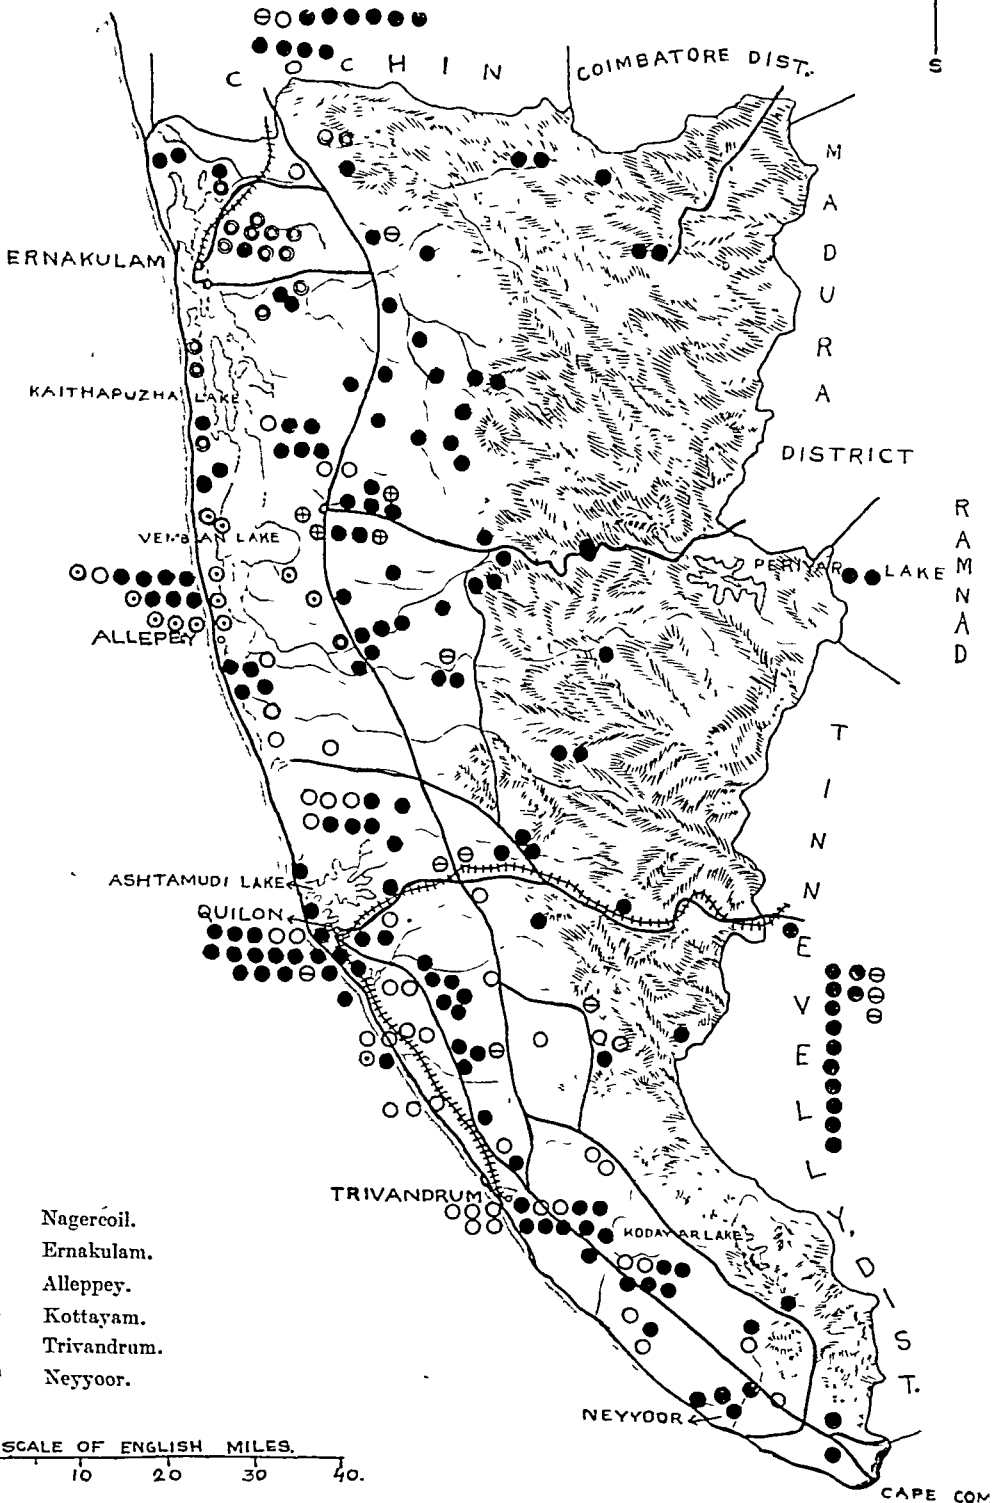 S
COCHIN
COIMBATORE DIST.
MADURA
DISTRICT
ERNAKULAM
KAITHAPUZHA LAKE
RAMNAD
VEMBAN LAKE
PERIYAR LAKE
ALLEPEY
TINNEVELLY, DIST.
ASHTAMUDI LAKE
QUILON
TRIVANDRUM
KODAYAR LAKE
Nagercoil.
Ernakulam.
Alleppey.
Kottayam.
Trivandrum.
Neyyoor.
NEYYOOR
SCALE OF ENGLISH MILES.
10 20 30 40.
CAPE COM